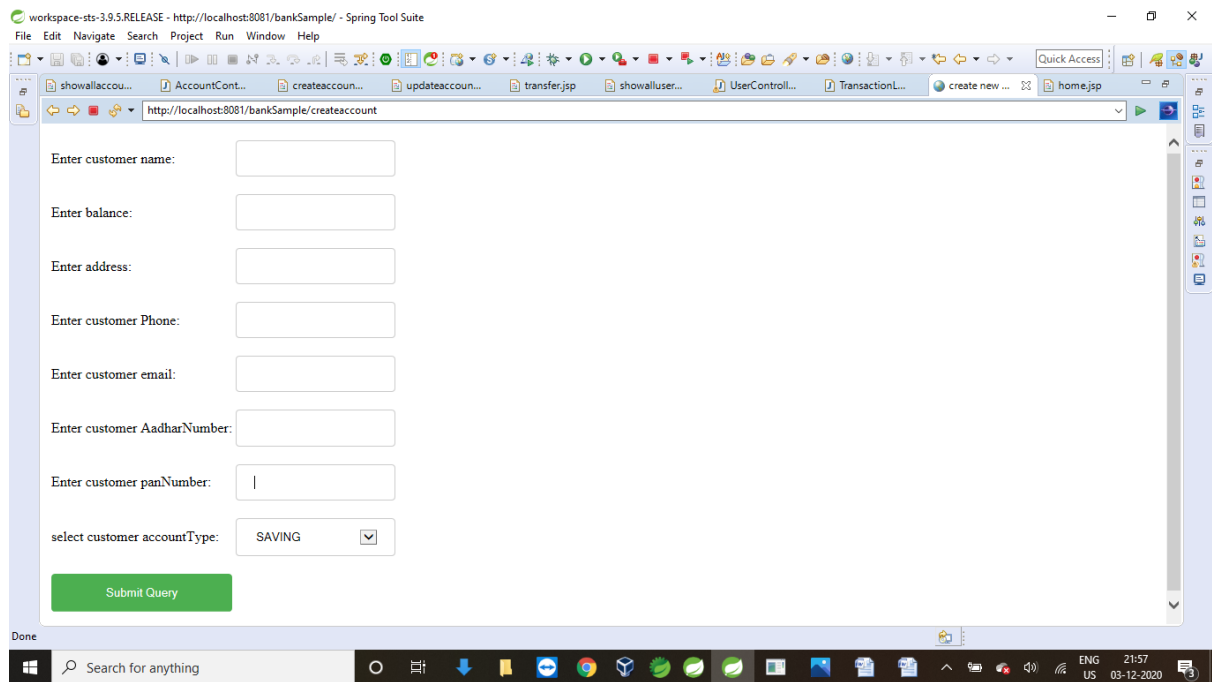 workspace-sts-3.9.5.RELEASE - http://localhost:8081/bankSample/ - Spring Tool Suite
File Edit Navigate Search Project Run Window Help
Quick Access
showallaccou... AccountCont... createaccoun... updateaccoun... transfer.jsp showalluser... UserControll... TransactionL... create new ... home.jsp
http://localhost:8081/bankSample/createaccount
Enter customer name:
Enter balance:
Enter address:
Enter customer Phone:
Enter customer email:
Enter customer AadharNumber:
Enter customer panNumber:
select customer accountType: SAVING
Submit Query
Done
Search for anything
ENG 21:57
US 03-12-2020
3